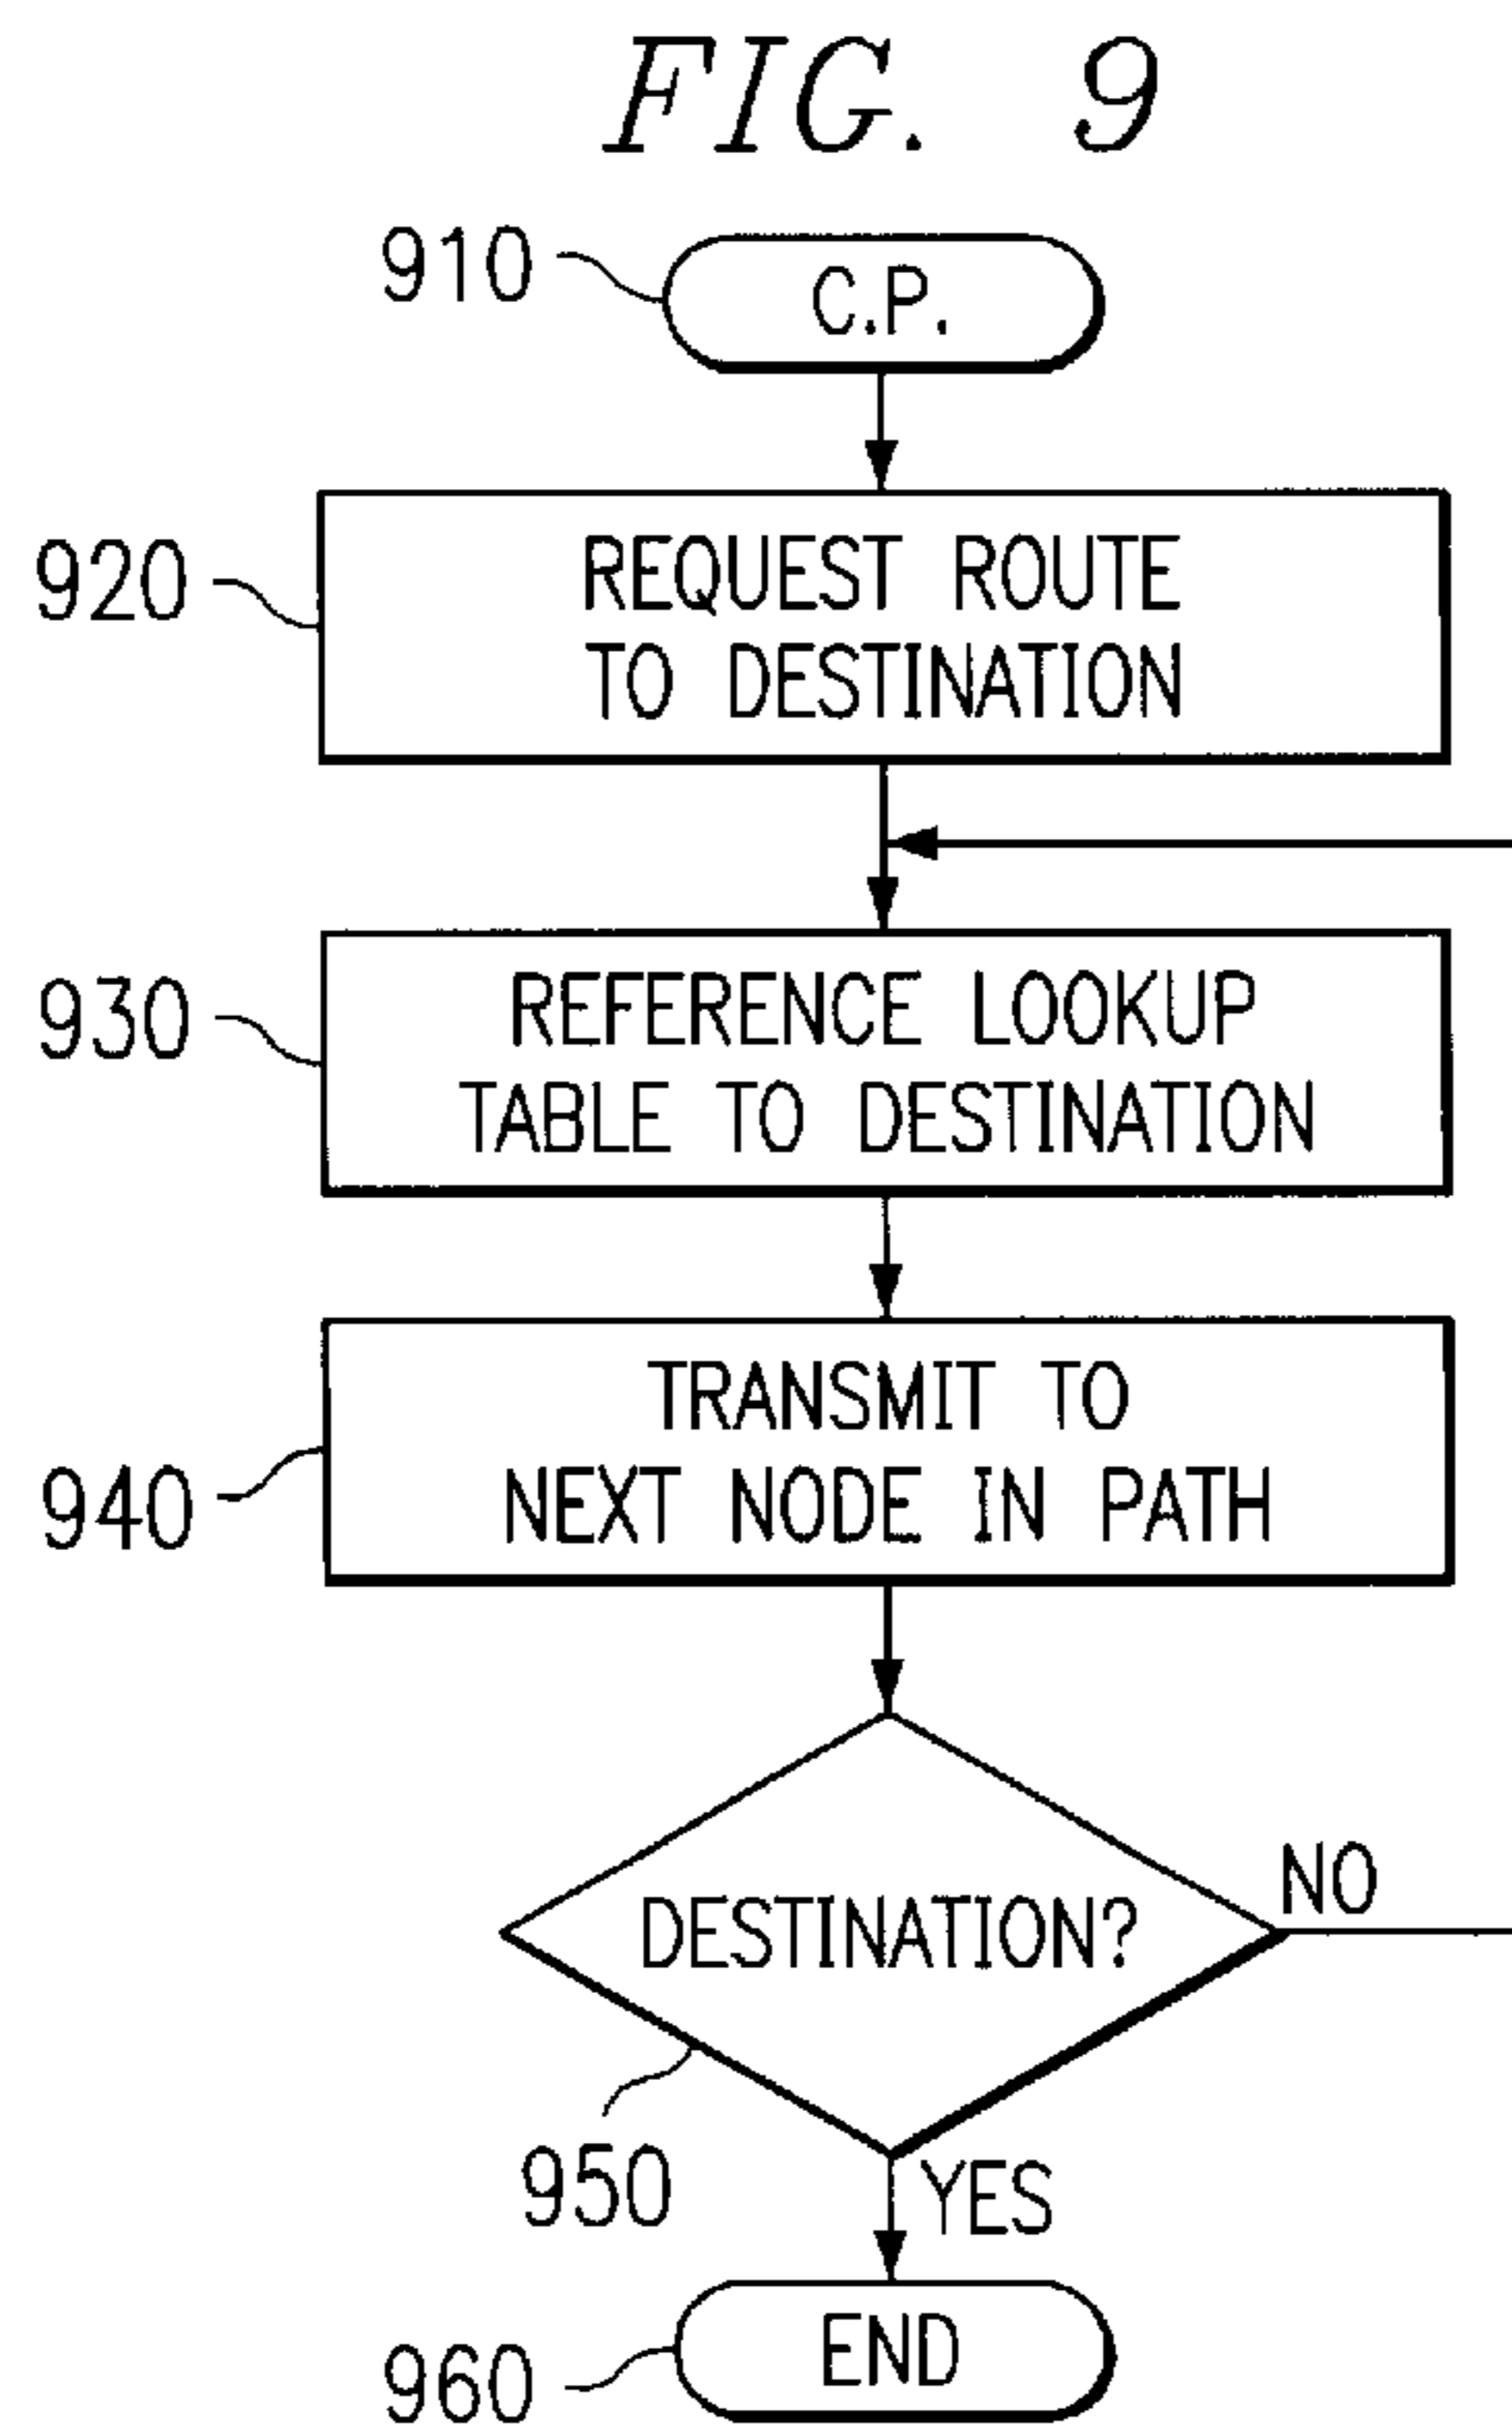 FIG. 9
910
C.P.
920
REQUEST ROUTE
TO DESTINATION
930
REFERENCE LOOKUP
TABLE TO DESTINATION
940
TRANSMIT TO
NEXT NODE IN PATH
DESTINATION?
NO
950
YES
960
END